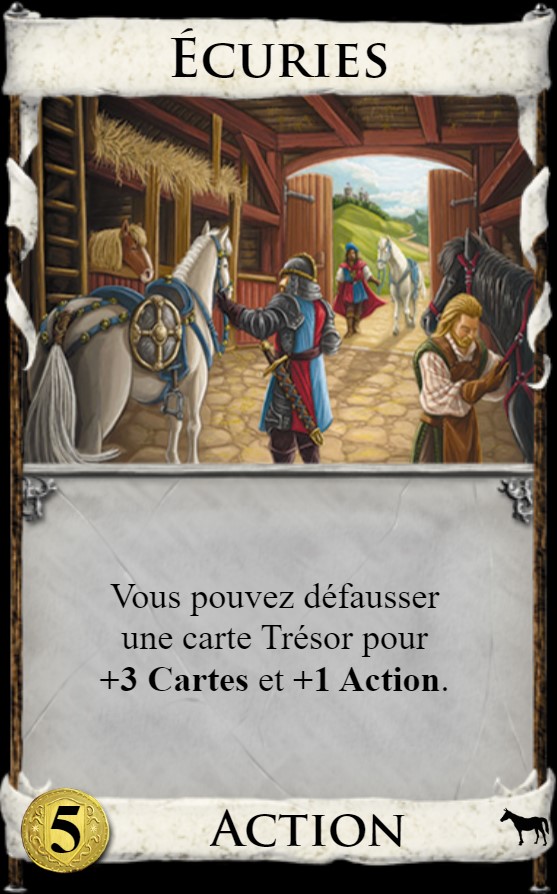 Écuries
Vous pouvez défausser
une carte Trésor pour
+3 Cartes et +1 Action.
5
Action